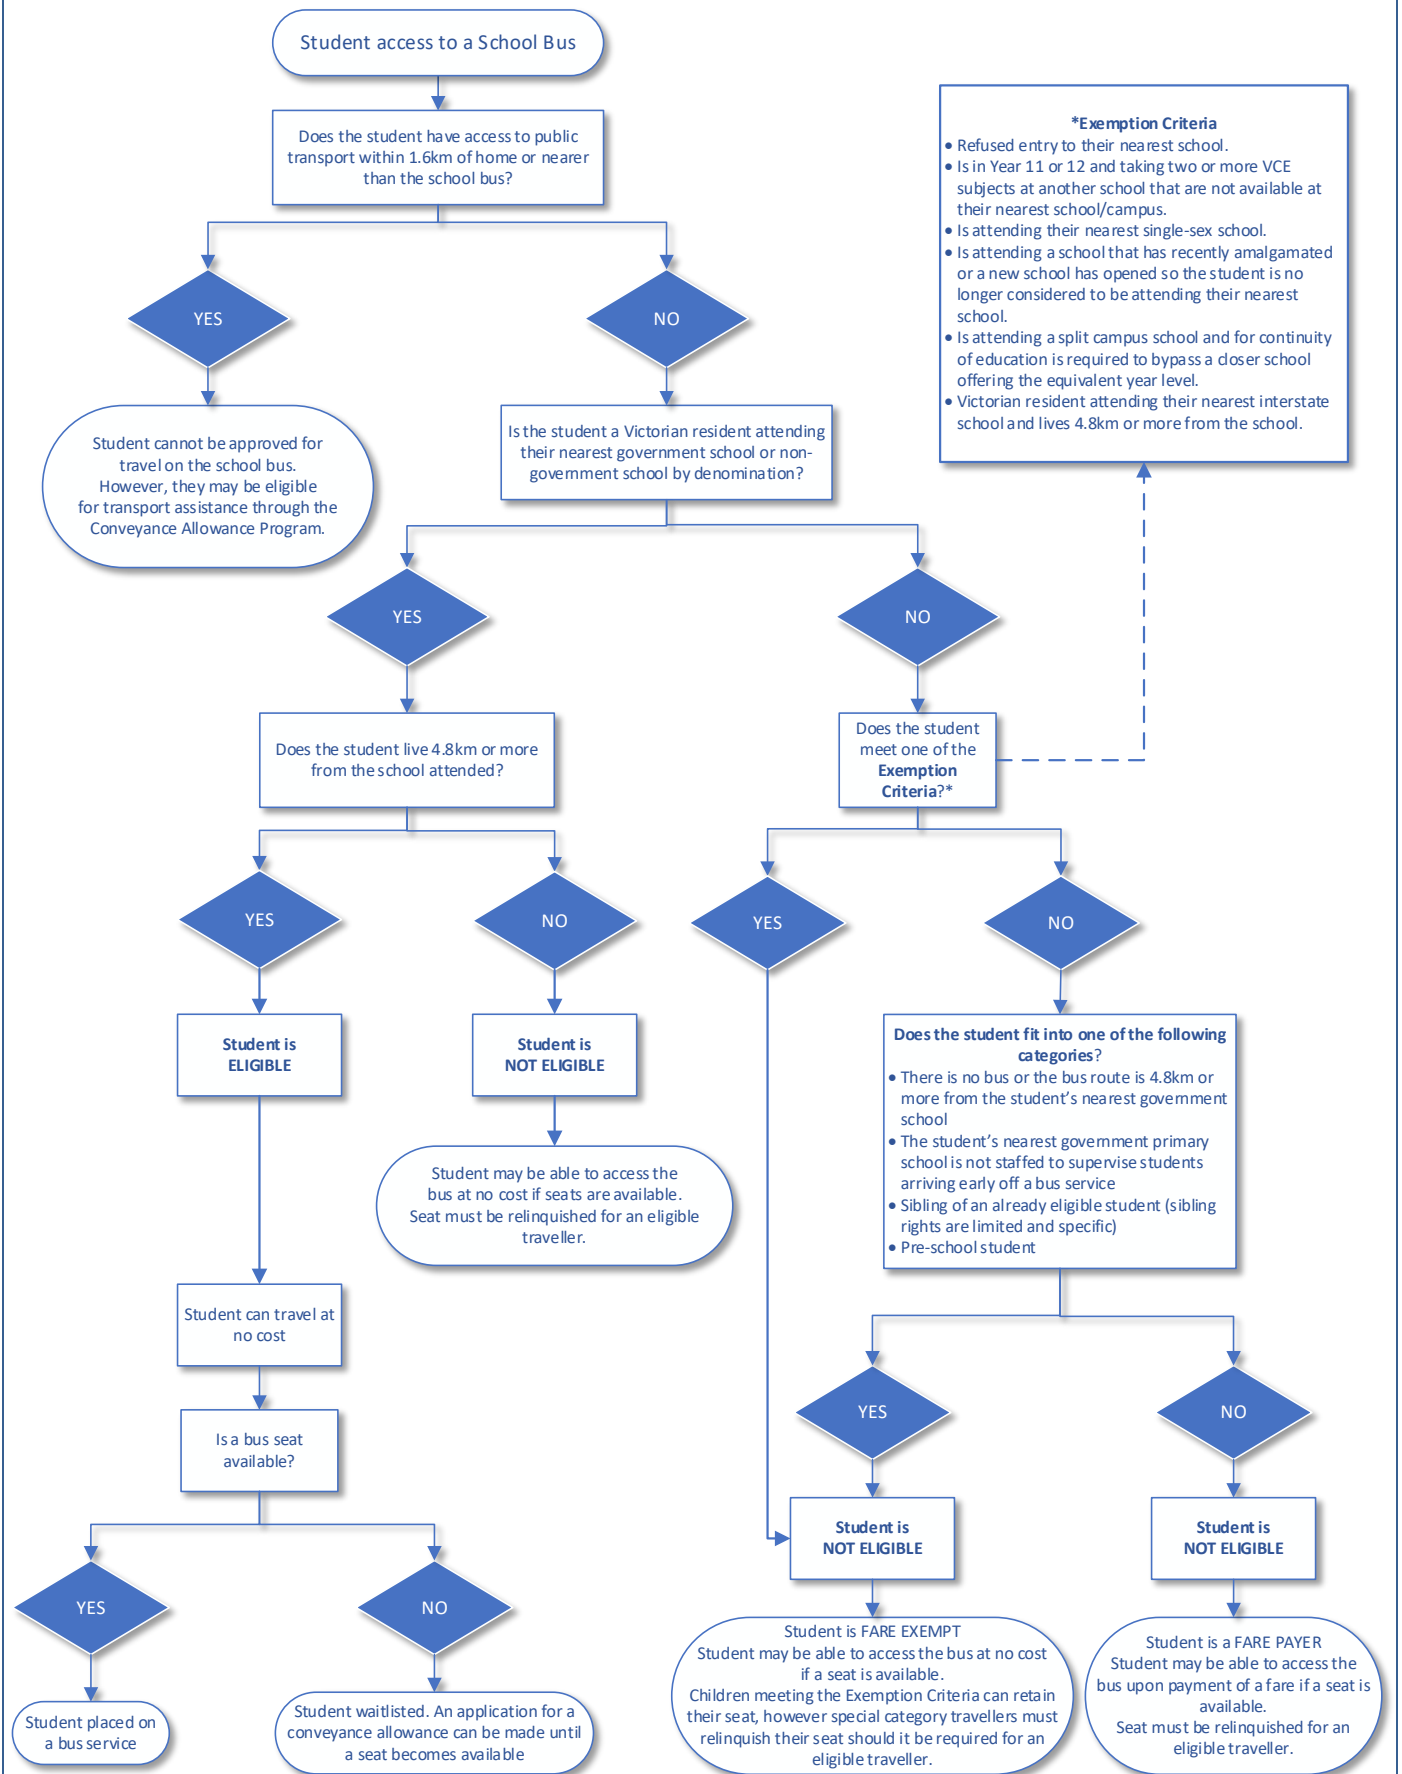 Student access to a School Bus
Does the student have access to public
transport within 1.6km of home or nearer
than the school bus?
*Exemption Criteria
• Refused entry to their nearest school.
• Is in Year 11 or 12 and taking two or more VCE
subjects at another school that are not available at
their nearest school/campus.
• Is attending their nearest single-sex school.
• Is attending a school that has recently amalgamated
or a new school has opened so the student is no
longer considered to be attending their nearest
school.
• Is attending a split campus school and for continuity
of education is required to bypass a closer school
offering the equivalent year level.
• Victorian resident attending their nearest interstate
school and lives 4.8km or more from the school.
YES
NO
Student cannot be approved for
travel on the school bus.
However, they may be eligible
for transport assistance through the
Conveyance Allowance Program.
Is the student a Victorian resident attending
their nearest government school or non-
government school by denomination?
YES
NO
Does the student live 4.8km or more
from the school attended?
Does the student
meet one of the
Exemption
Criteria?*
YES
NO
YES
NO
Student is
ELIGIBLE
Student is
NOT ELIGIBLE
Does the student fit into one of the following
categories?
• There is no bus or the bus route is 4.8km or
more from the student's nearest government
school
• The student's nearest government primary
school is not staffed to supervise students
arriving early off a bus service
• Sibling of an already eligible student (sibling
rights are limited and specific)
• Pre-school student
Student may be able to access the
bus at no cost if seats are available.
Seat must be relinquished for an eligible
traveller.
Student can travel at
no cost
YES
NO
Is a bus seat
available?
Student is
NOT ELIGIBLE
Student is
NOT ELIGIBLE
YES
NO
Student placed on
a bus service
Student waitlisted. An application for a
conveyance allowance can be made until
a seat becomes available
Student is FARE EXEMPT
Student may be able to access the bus at no cost
if a seat is available.
Children meeting the Exemption Criteria can retain
their seat, however special category travellers must
relinquish their seat should it be required for an
eligible traveller.
Student is a FARE PAYER
Student may be able to access the
bus upon payment of a fare if a seat is
available.
Seat must be relinquished for an
eligible traveller.